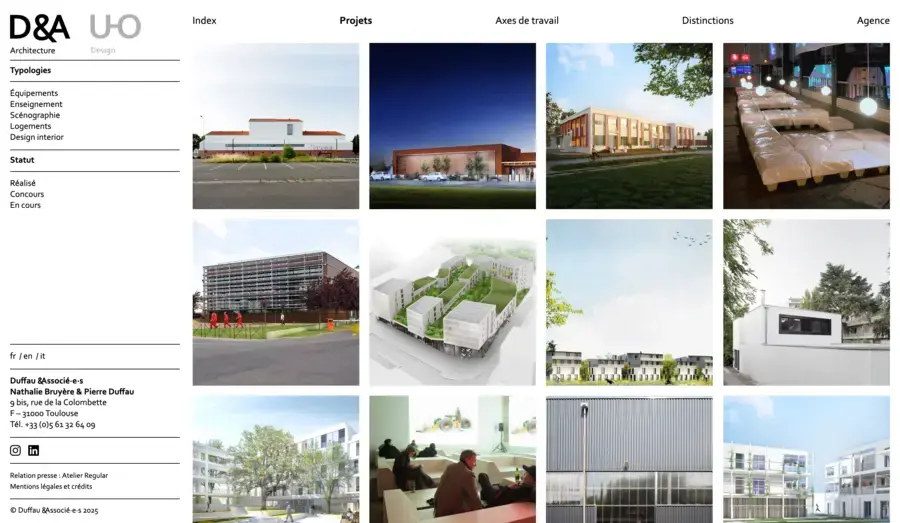 D&A
UHO
Architecture
Design
Index
Projets
Axes de travail
Distinctions
Agence
Typologies
Équipements
Enseignement
Scénographie
Logements
Design interior
Statut
Réalisé
Concours
En cours
fr / en / it
Duffau &Associé·e·s
Nathalie Bruyère & Pierre Duffau
9 bis, rue de la Colombette
F – 31000 Toulouse
Tél. +33 (0)5 61 32 64 09
Relation presse : Atelier Regular
Mentions légales et crédits
© Duffau &Associé·e·s 2025